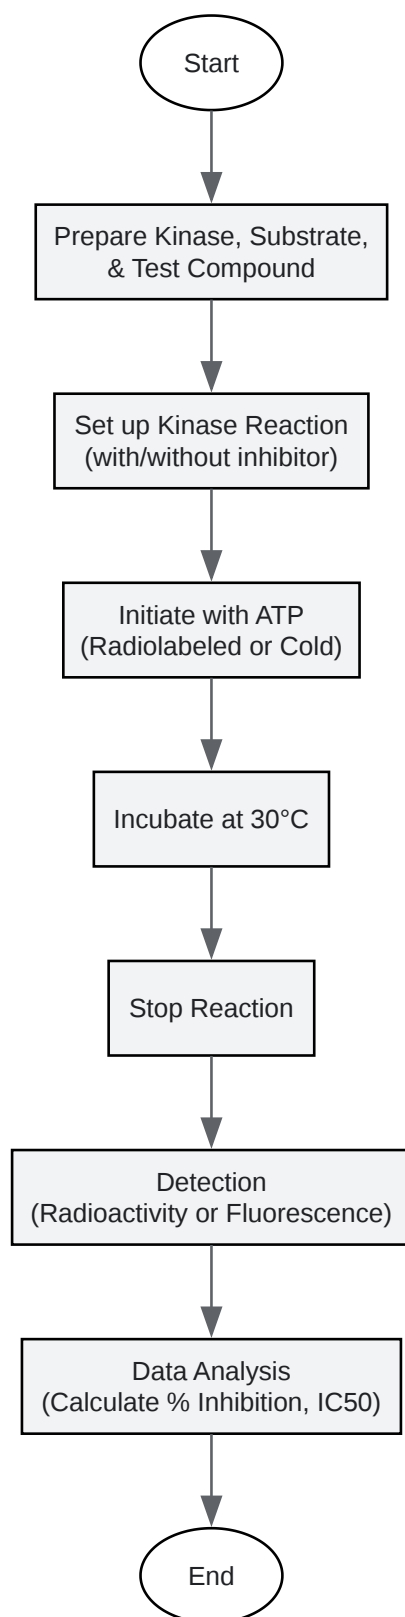 Start
Prepare Kinase, Substrate,
& Test Compound
Set up Kinase Reaction
(with/without inhibitor)
Initiate with ATP
(Radiolabeled or Cold)
Incubate at 30°C
Stop Reaction
Detection
(Radioactivity or Fluorescence)
Data Analysis
(Calculate % Inhibition, IC50)
End